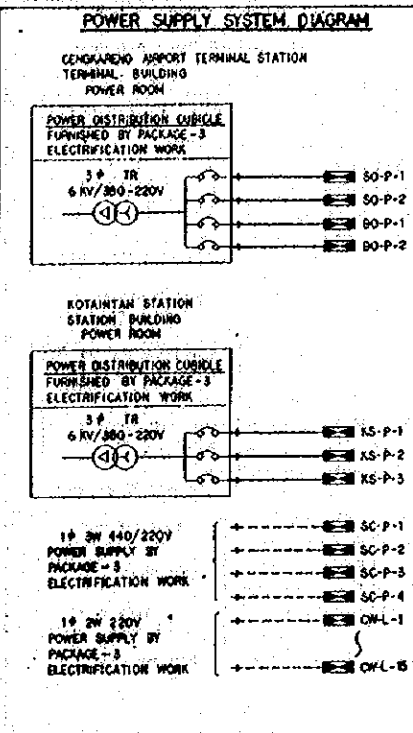 POWER SUPPLY SYSTEM DIAGRAM
CENGKARENG AIRPORT TERMINAL STATION
TERMINAL BUILDING
POWER ROOM
POWER DISTRIBUTION CUBICLE
FURNISHED BY PACKAGE-3
ELECTRIFICATION WORK
3φ TR
6 KV/380-220V
SO-P-1
SO-P-2
BO-P-1
BO-P-2
KOTAINTAN STATION
STATION BUILDING
POWER ROOM
POWER DISTRIBUTION CUBICLE
FURNISHED BY PACKAGE-3
ELECTRIFICATION WORK
3φ TR
6 KV/380-220V
KS-P-1
KS-P-2
KS-P-3
1φ 3W 440/220V
POWER SUPPLY BY
PACKAGE-3
ELECTRIFICATION WORK
SC-P-1
SC-P-2
SC-P-3
SC-P-4
1φ 2W 220V
POWER SUPPLY BY
PACKAGE-3
ELECTRIFICATION WORK
CW-L-1
CW-L-15